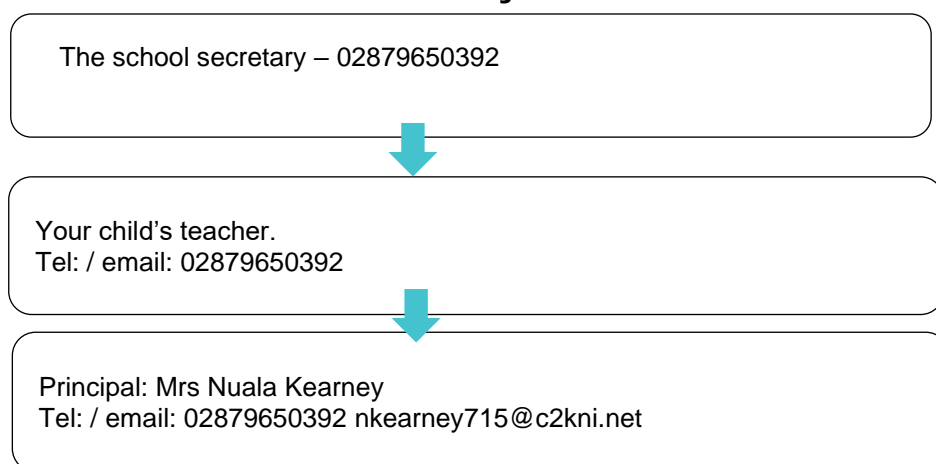 The school secretary – 02879650392
Your child’s teacher.
Tel: / email: 02879650392
Principal: Mrs Nuala Kearney
Tel: / email: 02879650392 nkearney715@c2kni.net